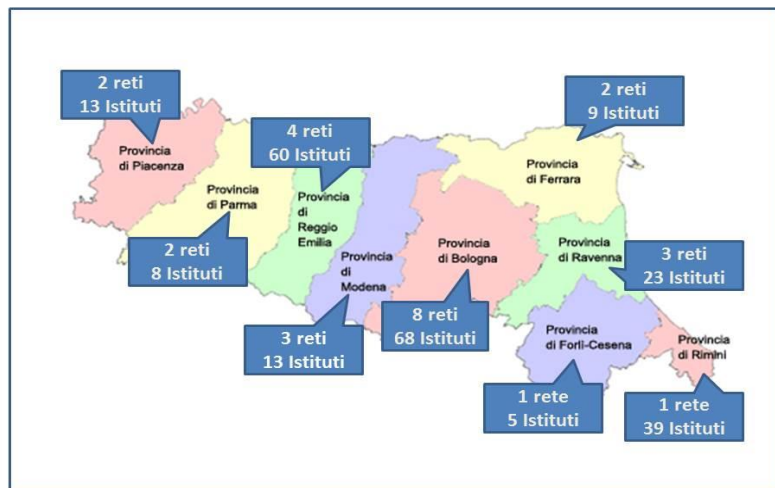 2 reti
13 Istituti
Provincia
di Piacenza
2 reti
8 Istituti
Provincia
di Parma
4 reti
60 Istituti
Provincia
di
Reggio
Emilia
3 reti
13 Istituti
Provincia
di
Modena
8 reti
68 Istituti
Provincia
di Bologna
2 reti
9 Istituti
Provincia
di Ferrara
3 reti
23 Istituti
Provincia
di Ravenna
1 rete
5 Istituti
Provincia
di Forlì-Cesena
1 rete
39 Istituti
Provincia
di Rimini